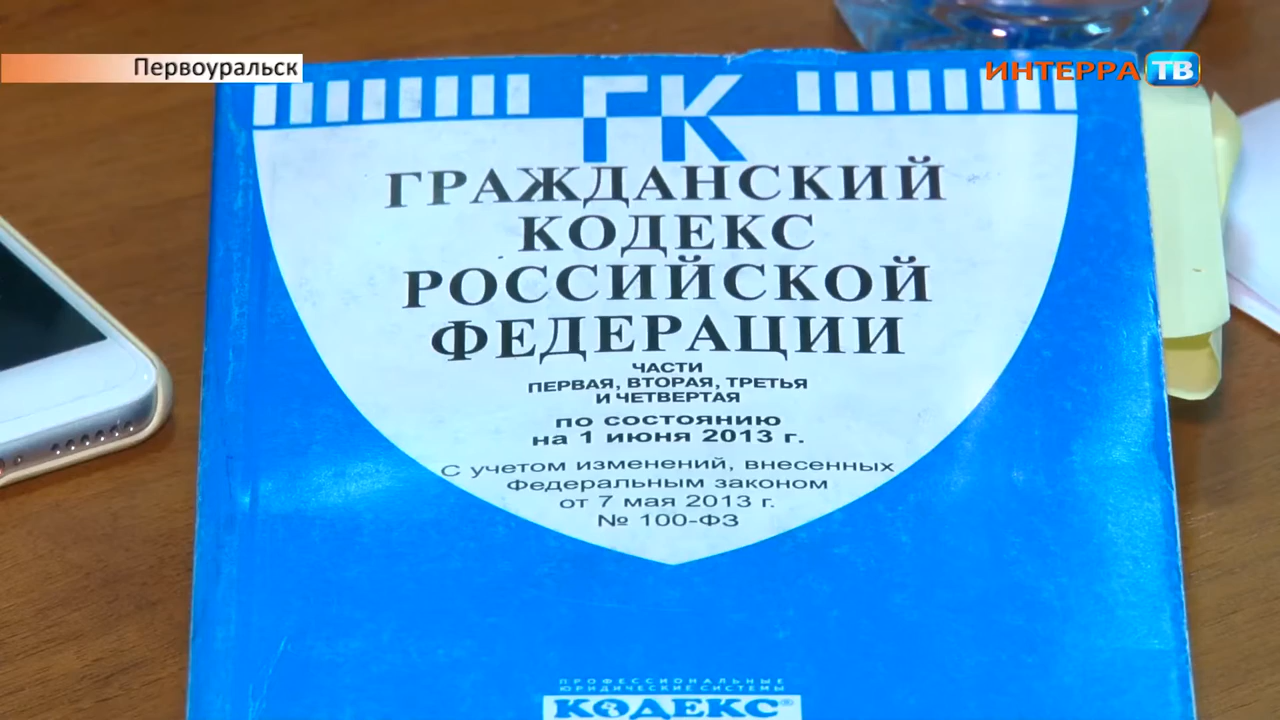 Первоуральск
ИНТЕРРА ТВ
ГК
ГРАЖДАНСКИЙ
КОДЕКС
РОССИЙСКОЙ
ФЕДЕРАЦИИ
ЧАСТИ
ПЕРВАЯ, ВТОРАЯ, ТРЕТЬЯ
И ЧЕТВЕРТАЯ
по состоянию
на 1 июня 2013 г.
С учетом изменений, внесенных
Федеральным законом
от 7 мая 2013 г.
№ 100-ФЗ
ПРОФЕССИОНАЛЬНЫЕ
ЮРИДИЧЕСКИЕ СИСТЕМЫ
КОДЕКС®